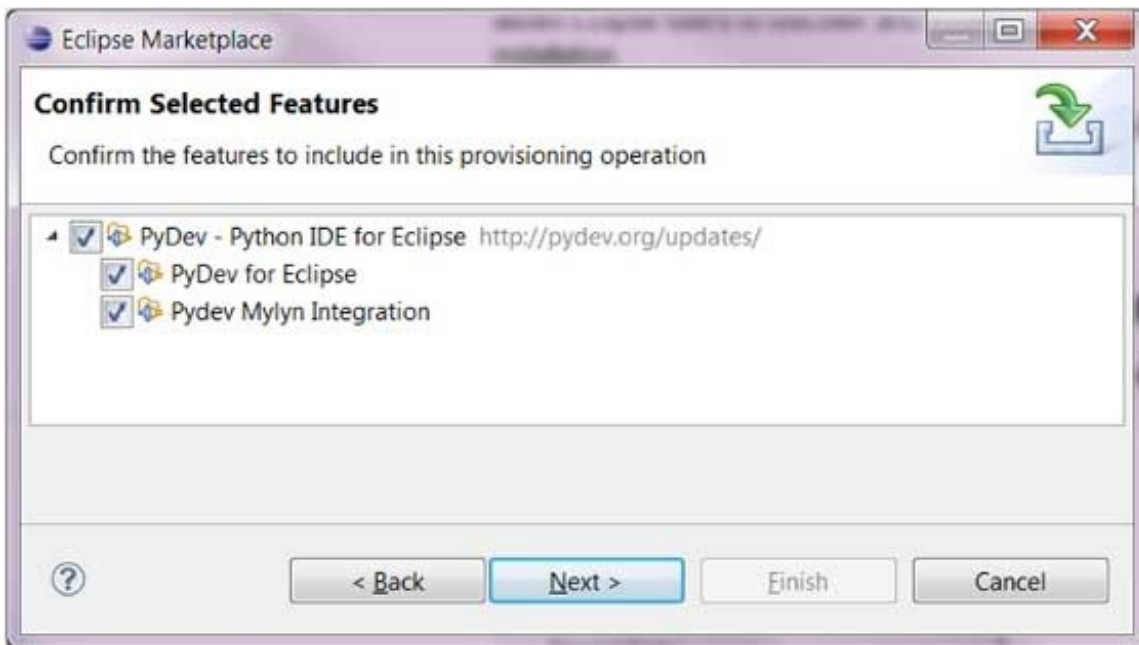 Eclipse Marketplace
Confirm Selected Features
Confirm the features to include in this provisioning operation
PyDev - Python IDE for Eclipse http://pydev.org/updates/
PyDev for Eclipse
Pydev Mylyn Integration
< Back
Next >
Finish
Cancel